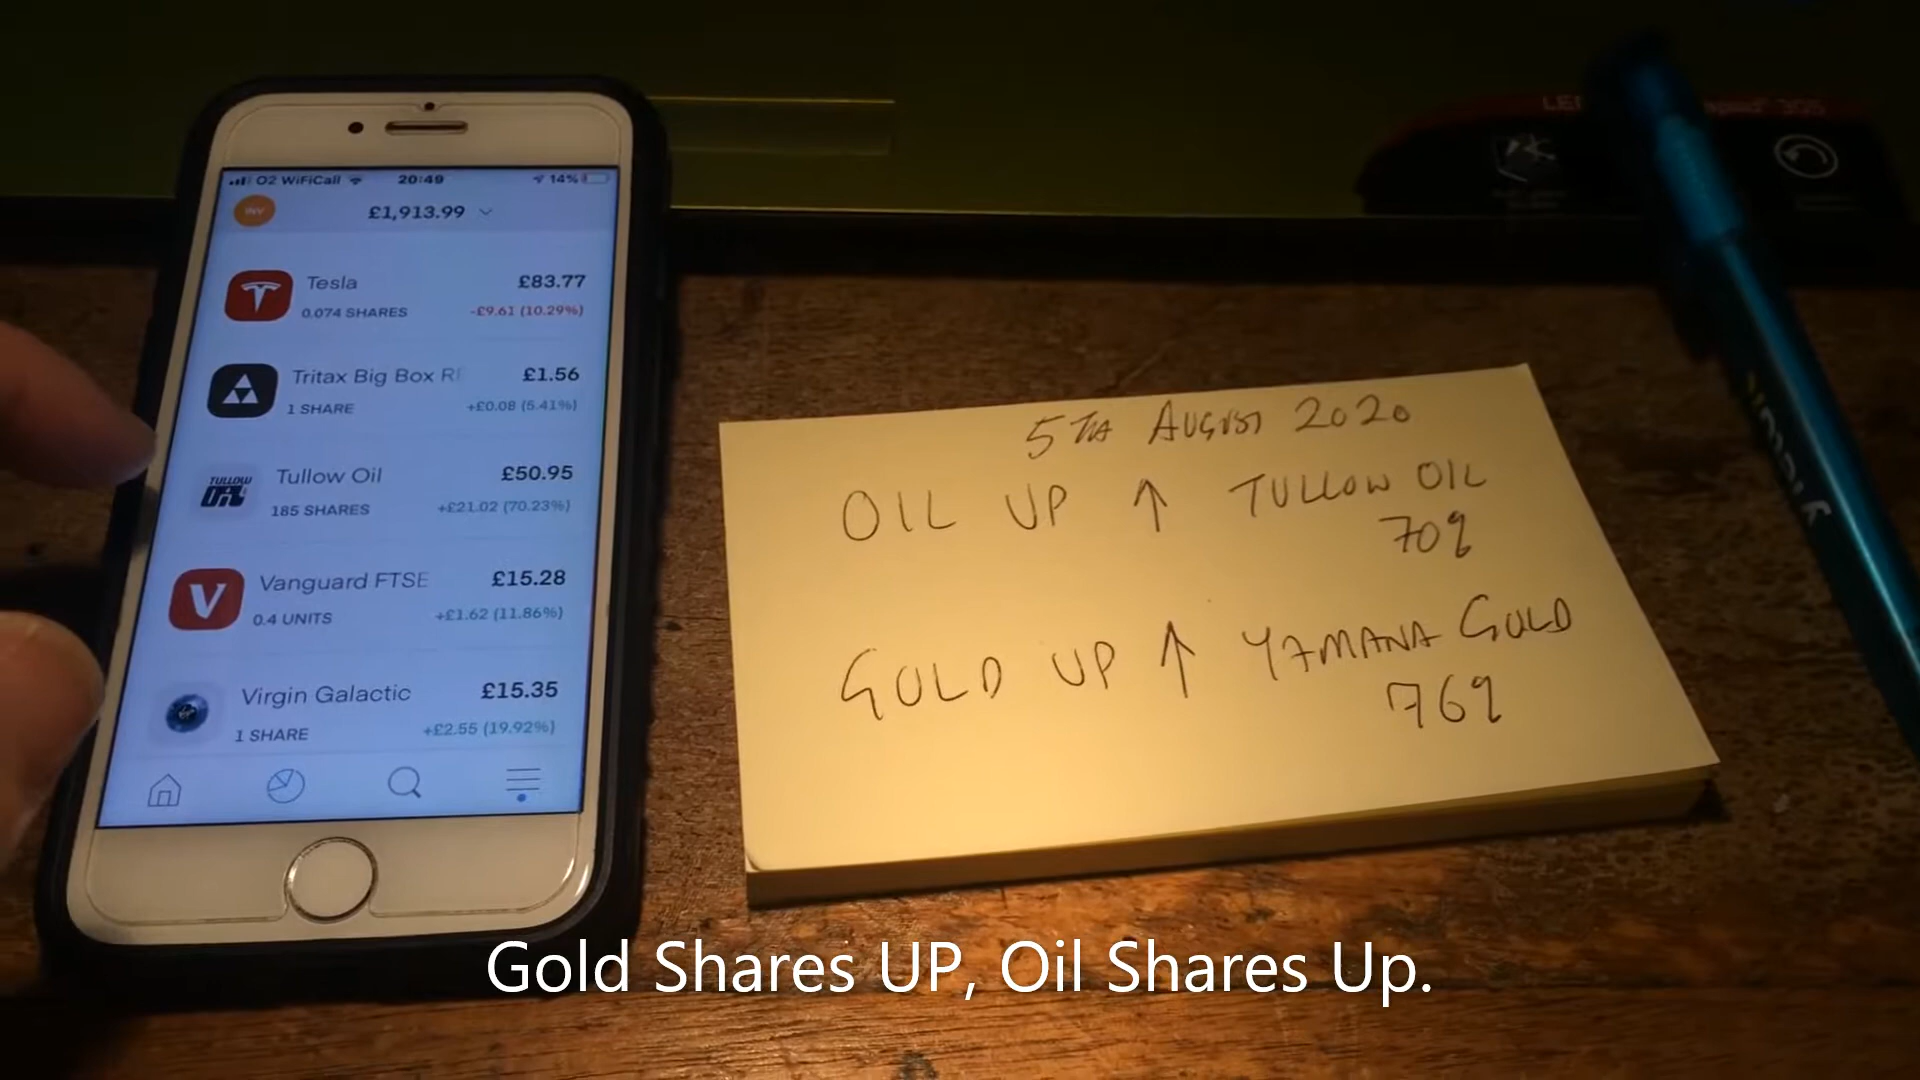 O2 WiFiCall 20:49 14%
INV £1,913.99
Tesla £83.77
0.074 SHARES -£9.61 (10.29%)
Tritax Big Box R £1.56
1 SHARE +£0.08 (5.41%)
TULLOW OIL Tullow Oil £50.95
185 SHARES +£21.02 (70.23%)
V Vanguard FTSE £15.28
0.4 UNITS +£1.62 (11.86%)
Virgin Galactic £15.35
1 SHARE +£2.55 (19.92%)
5TH AUGUST 2020
OIL UP ↑ TULLOW OIL
70%
GOLD UP ↑ YAMANA GOLD
76%
Gold Shares UP, Oil Shares Up.